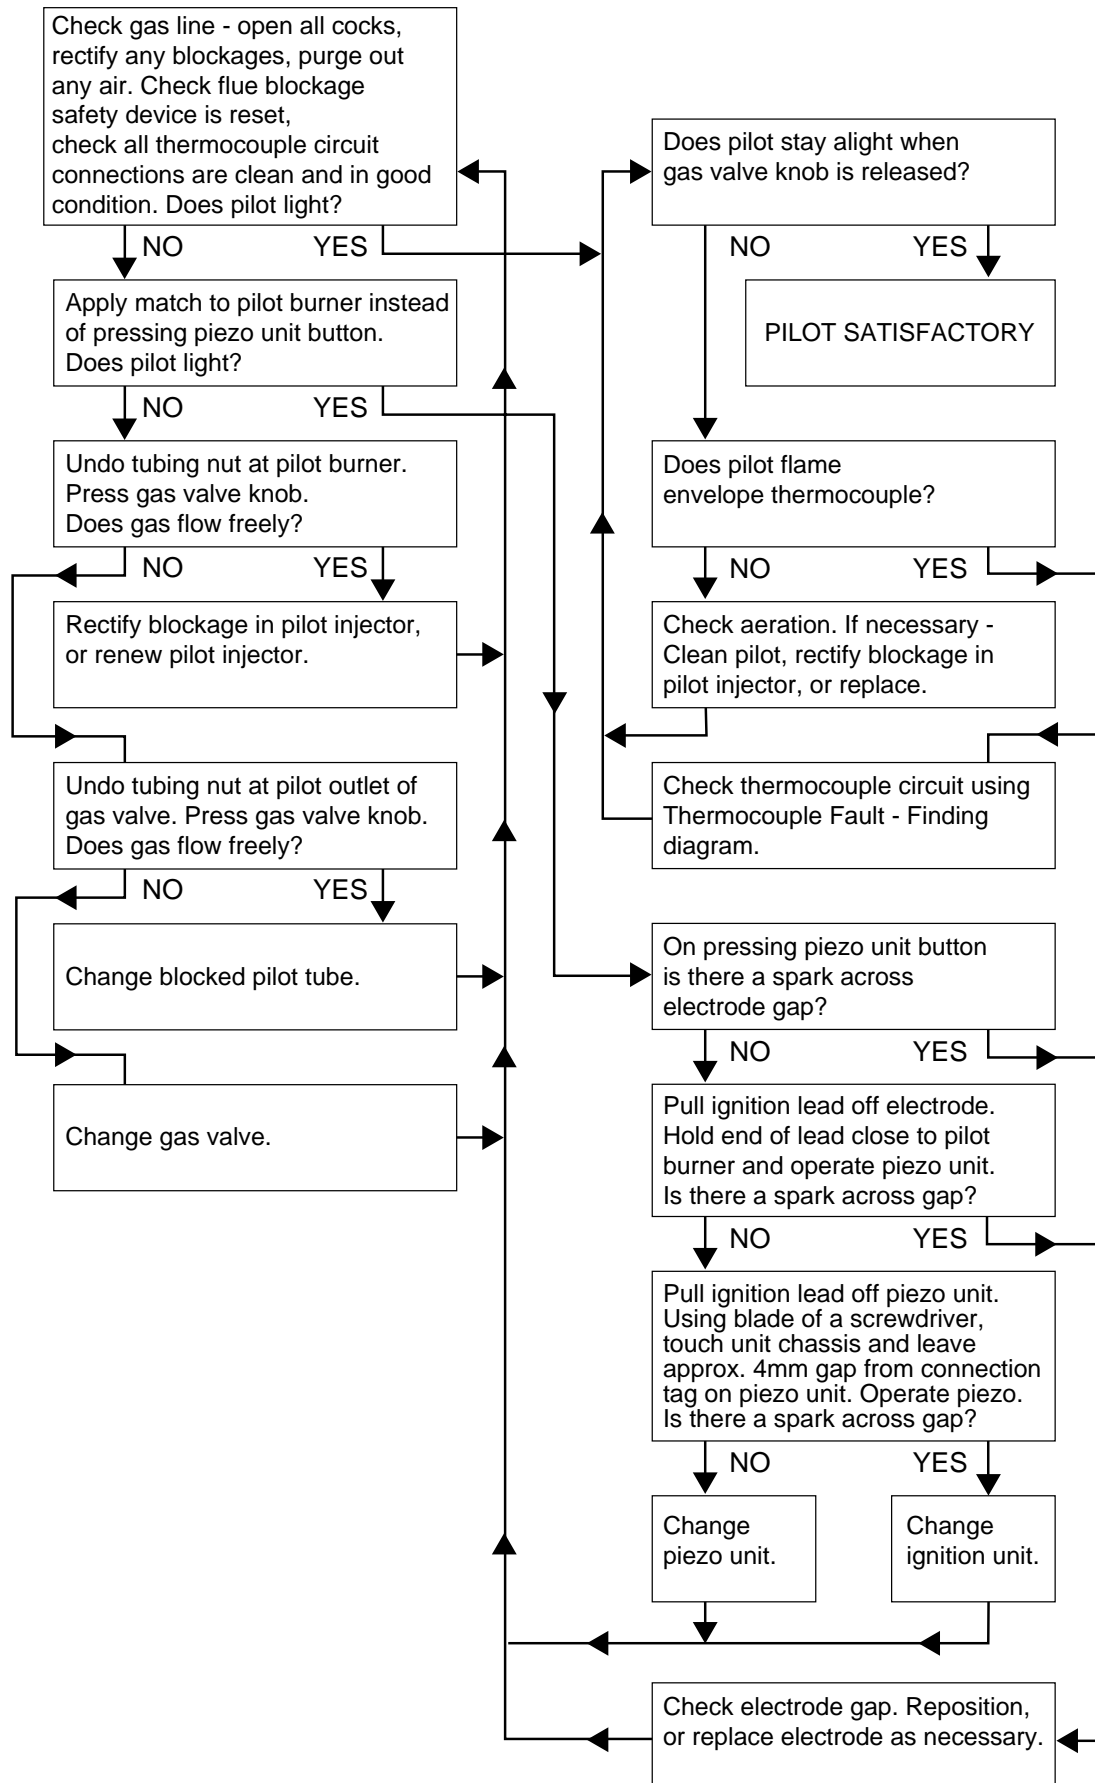 Check gas line - open all cocks,
rectify any blockages, purge out
any air. Check flue blockage
safety device is reset,
check all thermocouple circuit
connections are clean and in good
condition. Does pilot light?
NO
YES
Apply match to pilot burner instead
of pressing piezo unit button.
Does pilot light?
NO
YES
Undo tubing nut at pilot burner.
Press gas valve knob.
Does gas flow freely?
NO
YES
Rectify blockage in pilot injector,
or renew pilot injector.
Undo tubing nut at pilot outlet of
gas valve. Press gas valve knob.
Does gas flow freely?
NO
YES
Change blocked pilot tube.
Change gas valve.
Does pilot stay alight when
gas valve knob is released?
NO
YES
PILOT SATISFACTORY
Does pilot flame
envelope thermocouple?
NO
YES
Check aeration. If necessary -
Clean pilot, rectify blockage in
pilot injector, or replace.
Check thermocouple circuit using
Thermocouple Fault - Finding
diagram.
On pressing piezo unit button
is there a spark across
electrode gap?
NO
YES
Pull ignition lead off electrode.
Hold end of lead close to pilot
burner and operate piezo unit.
Is there a spark across gap?
NO
YES
Pull ignition lead off piezo unit.
Using blade of a screwdriver,
touch unit chassis and leave
approx. 4mm gap from connection
tag on piezo unit. Operate piezo.
Is there a spark across gap?
NO
YES
Change
piezo unit.
Change
ignition unit.
Check electrode gap. Reposition,
or replace electrode as necessary.